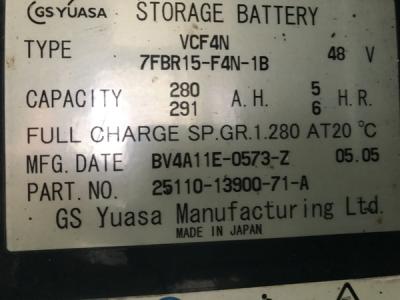 GS YUASA STORAGE BATTERY
TYPE VCF4N
7FBR15-F4N-1B 48 V
CAPACITY 280 A.H. 5 H.R.
291 6
FULL CHARGE SP.GR.1.280 AT20 ℃
MFG.DATE BV4A11E-0573-Z 05.05
PART.NO. 25110-13900-71-A
GS Yuasa Manufacturing Ltd.
MADE IN JAPAN